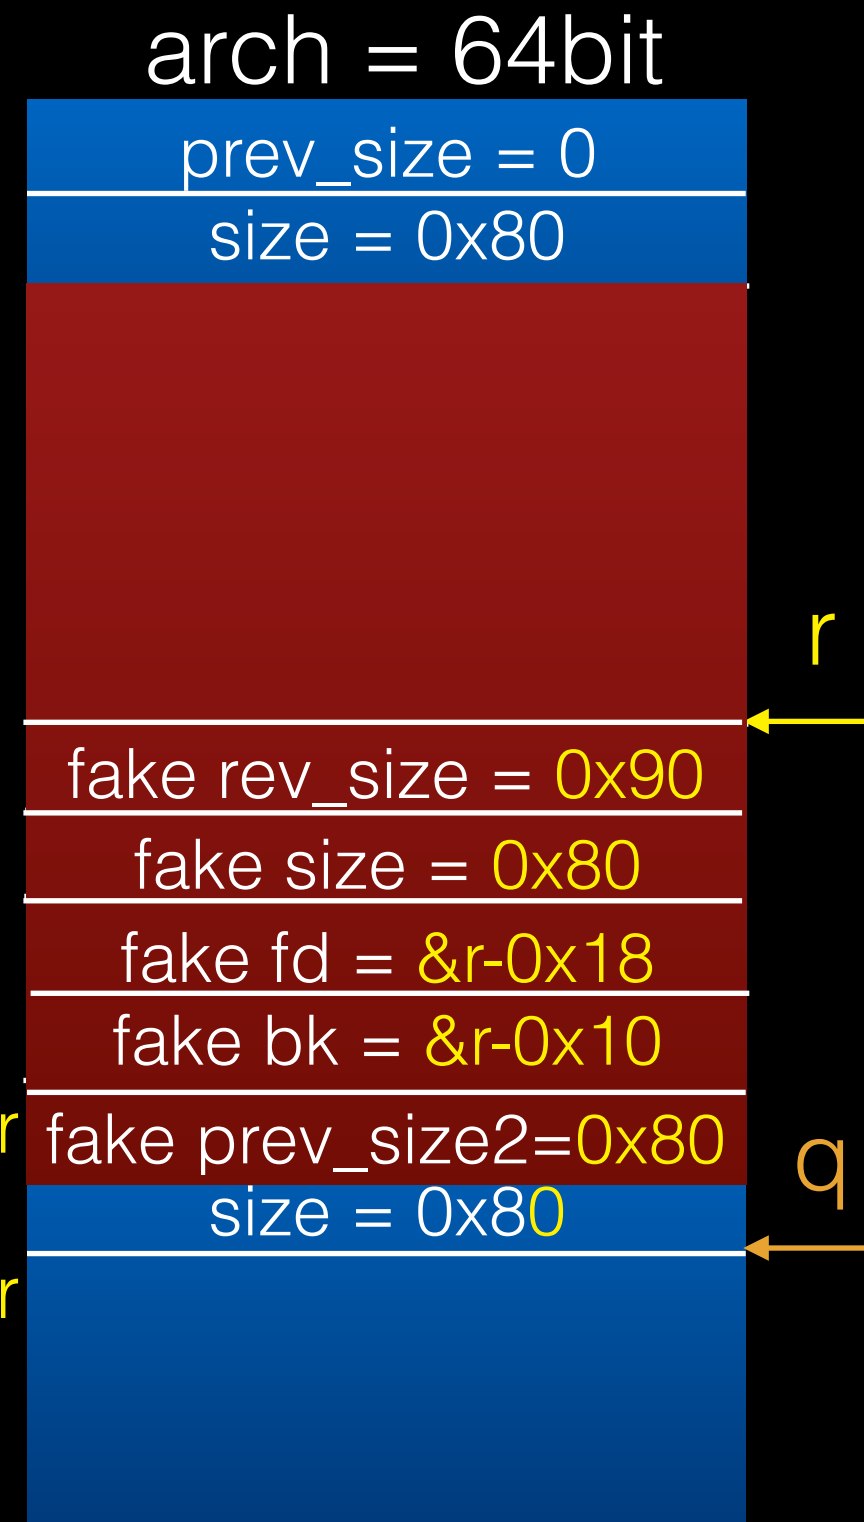 arch = 64bit
prev_size = 0
size = 0x80
r
fake rev_size = 0x90
fake size = 0x80
fake fd = &r-0x18
fake bk = &r-0x10
r
fake prev_size2=0x80
q
size = 0x80
r